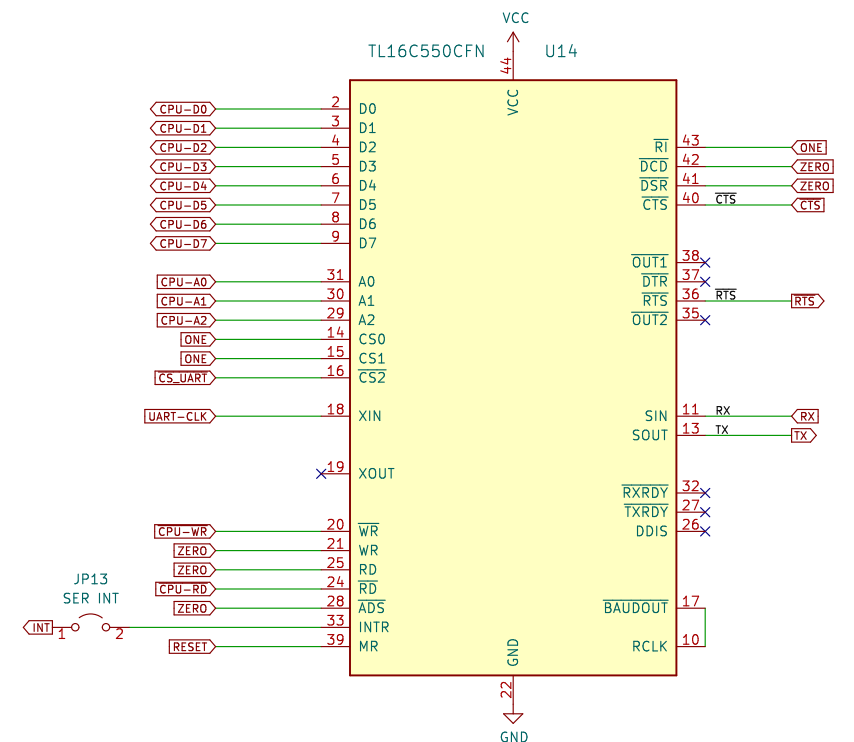 VCC
TL16C550CFN U14
44
VCC
CPU-D0 2 D0
CPU-D1 3 D1
CPU-D2 4 D2 RI 43 ONE
CPU-D3 5 D3 DCD 42 ZERO
CPU-D4 6 D4 DSR 41 ZERO
CPU-D5 7 D5 CTS 40 CTS CTS
CPU-D6 8 D6
CPU-D7 9 D7
OUT1 38
CPU-A0 31 A0 DTR 37
CPU-A1 30 A1 RTS 36 RTS RTS
CPU-A2 29 A2 OUT2 35
ONE 14 CS0
ONE 15 CS1
CS_UART 16 CS2
UART-CLK 18 XIN SIN 11 RX RX
SOUT 13 TX TX
19 XOUT
RXRDY 32
TXRDY 27
CPU-WR 20 WR DDIS 26
ZERO 21 WR
ZERO 25 RD
CPU-RD 24 RD
JP13
SER INT
ZERO 28 ADS BAUDOUT 17
INT 1 2 33 INTR
RESET 39 MR RCLK 10
GND
22
GND